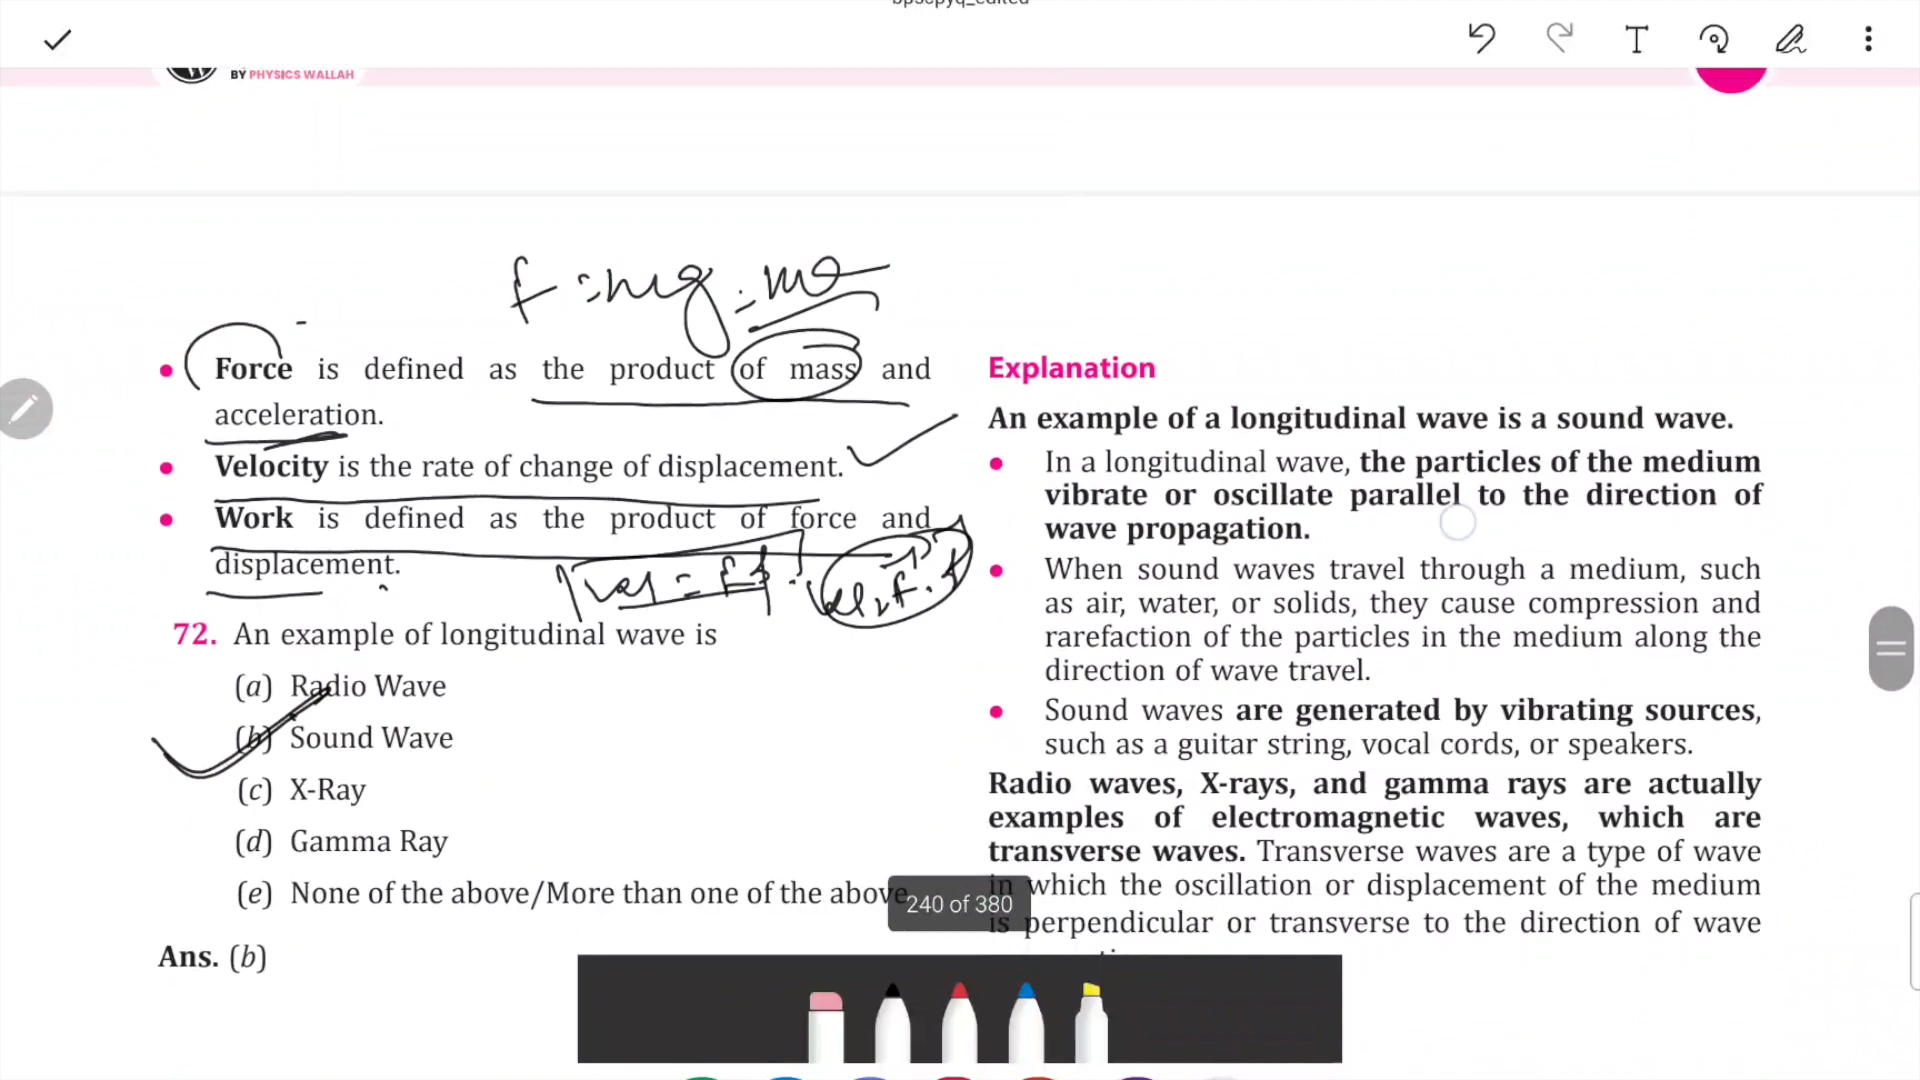 BY PHYSICS WALLAH
f = mg = ma
• Force is defined as the product of mass and
acceleration.
• Velocity is the rate of change of displacement.
• Work is defined as the product of force and
displacement.
72. An example of longitudinal wave is
(a) Radio Wave
(b) Sound Wave
(c) X-Ray
(d) Gamma Ray
(e) None of the above/More than one of the above
Ans. (b)
Explanation
An example of a longitudinal wave is a sound wave.
• In a longitudinal wave, the particles of the medium
vibrate or oscillate parallel to the direction of
wave propagation.
• When sound waves travel through a medium, such
as air, water, or solids, they cause compression and
rarefaction of the particles in the medium along the
direction of wave travel.
• Sound waves are generated by vibrating sources,
such as a guitar string, vocal cords, or speakers.
Radio waves, X-rays, and gamma rays are actually
examples of electromagnetic waves, which are
transverse waves. Transverse waves are a type of wave
in which the oscillation or displacement of the medium
is perpendicular or transverse to the direction of wave
240 of 380